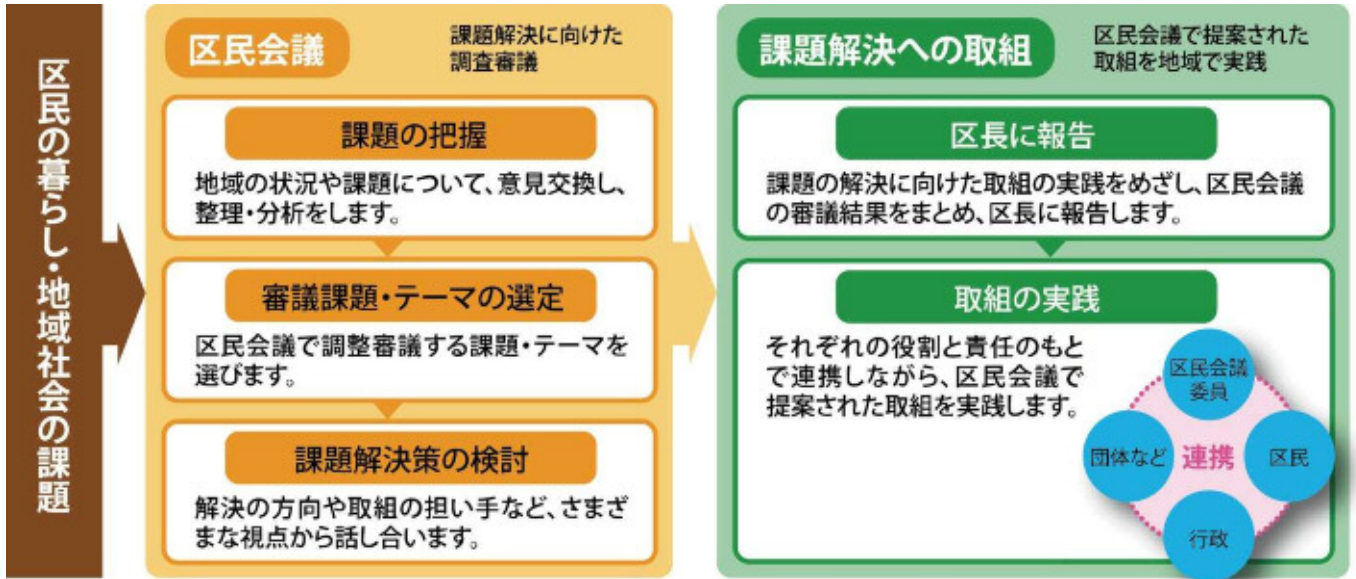 区民の暮らし・地域社会の課題
区民会議
課題解決に向けた
調査審議
課題の把握
地域の状況や課題について、意見交換し、
整理・分析をします。
審議課題・テーマの選定
区民会議で調整審議する課題・テーマを
選びます。
課題解決策の検討
解決の方向や取組の担い手など、さまざ
まな視点から話し合います。
課題解決への取組
区民会議で提案された
取組を地域で実践
区長に報告
課題の解決に向けた取組の実践をめざし、区民会議
の審議結果をまとめ、区長に報告します。
取組の実践
それぞれの役割と責任のもと
で連携しながら、区民会議で
提案された取組を実践します。
区民会議
委員
団体など
連携
区民
行政